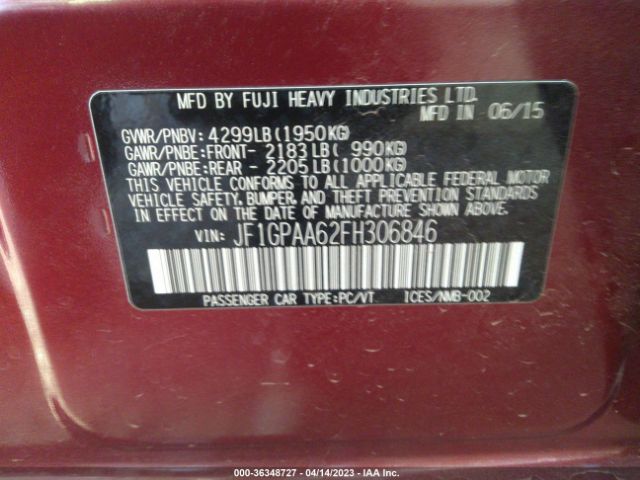 MFD BY FUJI HEAVY INDUSTRIES LTD.
MFD IN 06/15
GVWR/PNBV: 4299LB(1950KG)
GAWR/PNBE:FRONT- 2183LB( 990KG)
GAWR/PNBE:REAR - 2205LB(1000KG)
THIS VEHICLE CONFORMS TO ALL APPLICABLE FEDERAL MOTOR
VEHICLE SAFETY, BUMPER, AND THEFT PREVENTION STANDARDS
IN EFFECT ON THE DATE OF MANUFACTURE SHOWN ABOVE.
VIN: JF1GPAA62FH306846
PASSENGER CAR TYPE:PC/VT ICES/NMB-002
000-36348727 - 04/14/2023 - IAA Inc.